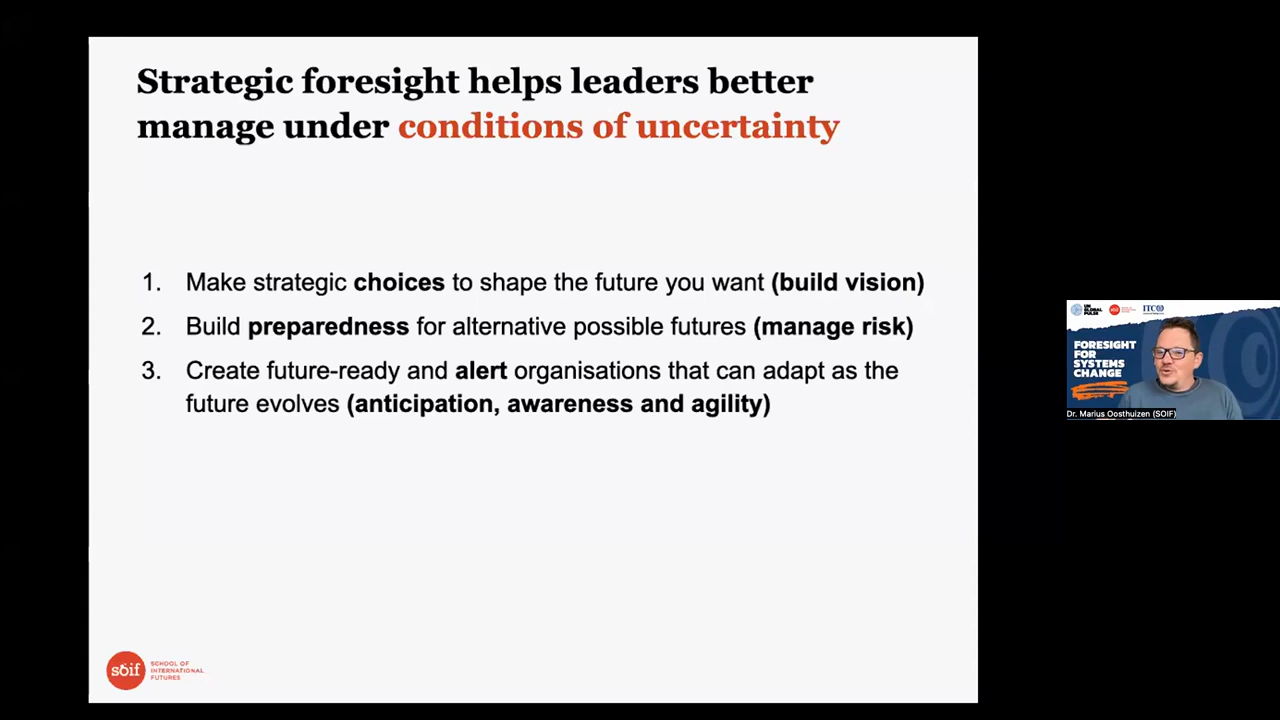 Strategic foresight helps leaders better
manage under conditions of uncertainty
1. Make strategic choices to shape the future you want (build vision)
2. Build preparedness for alternative possible futures (manage risk)
3. Create future-ready and alert organisations that can adapt as the
future evolves (anticipation, awareness and agility)
soif
SCHOOL OF
INTERNATIONAL
FUTURES
UN
GLOBAL
PULSE
FORESIGHT
FOR
SYSTEMS
CHANGE
Dr. Marius Oosthuizen (SOIF)